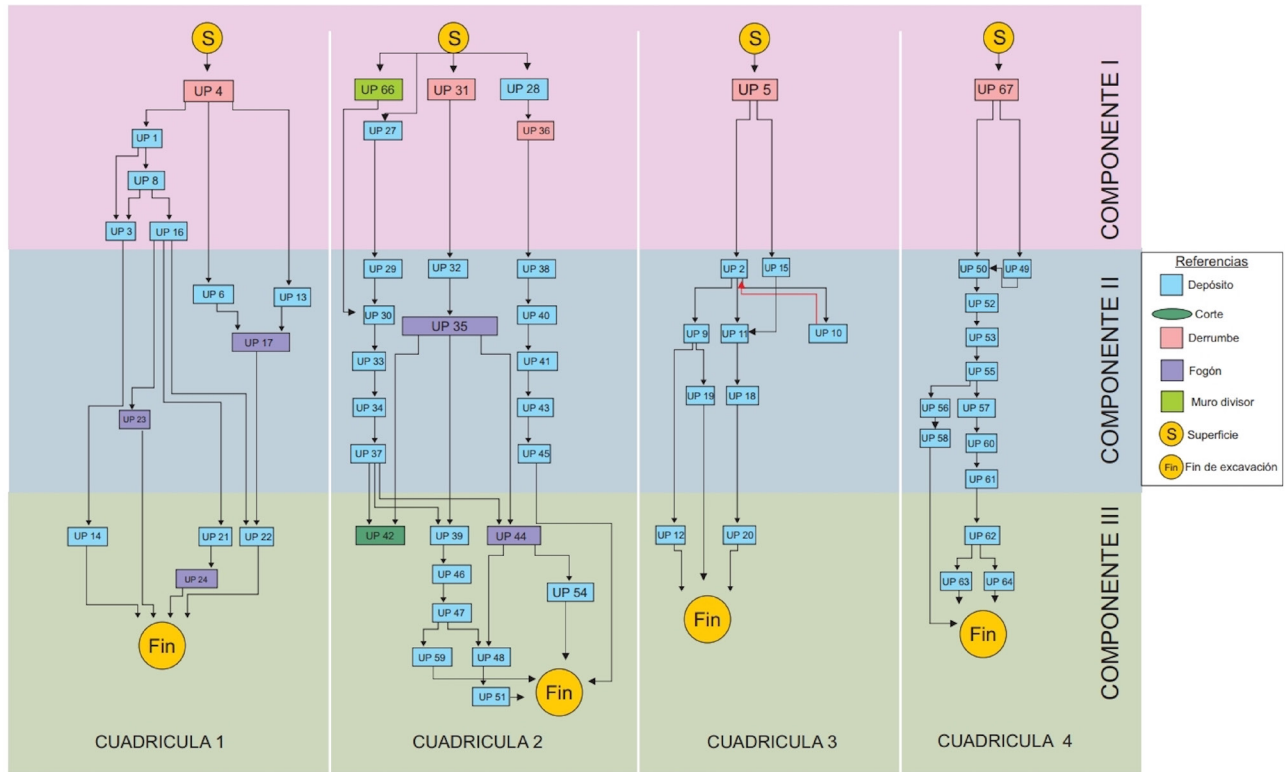 S
S
S
S
UP 4
UP 66
UP 31
UP 28
UP 5
UP 67
UP 1
UP 27
UP 36
UP 8
UP 3
UP 16
COMPONENTE I
UP 29
UP 32
UP 38
UP 2
UP 15
UP 50
UP 49
UP 6
UP 13
UP 30
UP 35
UP 40
UP 52
UP 17
UP 9
UP 11
UP 10
UP 53
UP 33
UP 41
UP 55
UP 23
UP 34
UP 43
UP 19
UP 18
UP 56
UP 57
UP 37
UP 45
UP 58
UP 60
UP 61
COMPONENTE II
UP 14
UP 21
UP 22
UP 42
UP 39
UP 44
UP 12
UP 20
UP 62
UP 24
UP 46
UP 54
UP 63
UP 64
UP 47
Fin
UP 59
UP 48
Fin
Fin
UP 51
Fin
COMPONENTE III
CUADRICULA 1
CUADRICULA 2
CUADRICULA 3
CUADRICULA 4
Referencias
Depósito
Corte
Derrumbe
Fogón
Muro divisor
S Superficie
Fin Fin de excavación